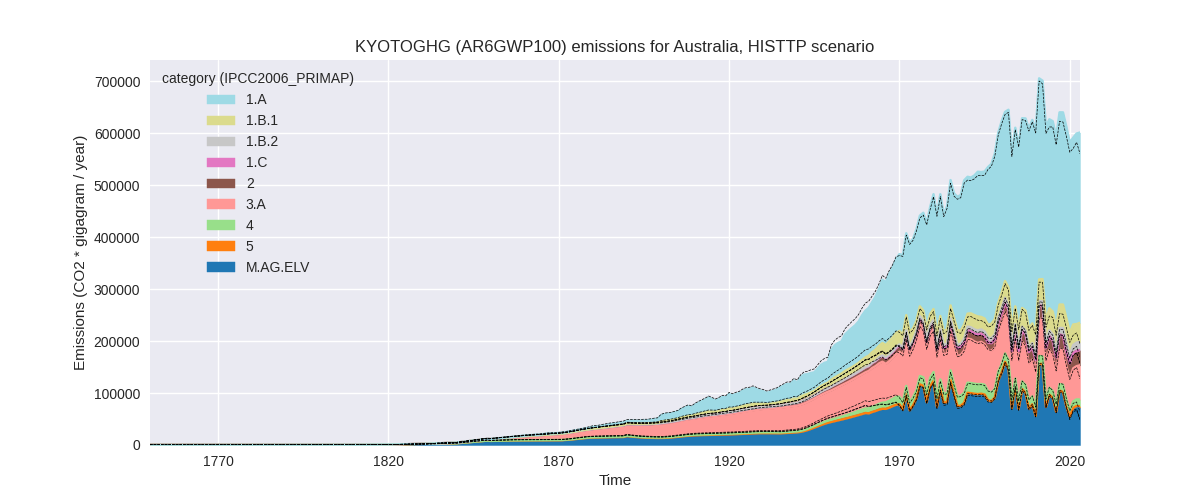 KYOTOGHG (AR6GWP100) emissions for Australia, HISTTP scenario
Emissions (CO2 * gigagram / year)
700000
600000
500000
400000
300000
200000
100000
0
category (IPCC2006_PRIMAP)
1.A
1.B.1
1.B.2
1.C
2
3.A
4
5
M.AG.ELV
1770
1820
1870
1920
1970
2020
Time